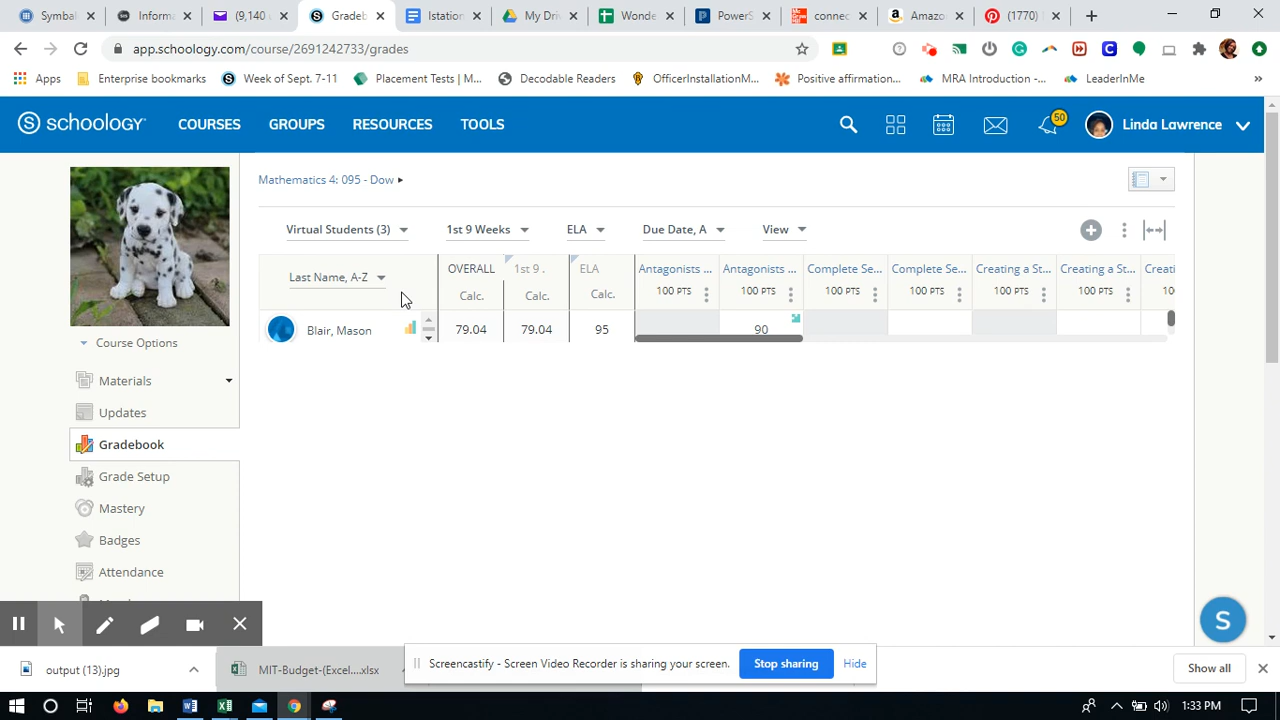 Symbal
Informa
(9,140
Gradeb
Istation
My Driv
Wonde
PowerS
connec
Amazo
(1770)
app.schoology.com/course/2691242733/grades
Apps
Enterprise bookmarks
Week of Sept. 7-11
Placement Tests | M...
Decodable Readers
OfficerInstallationM...
Positive affirmation...
MRA Introduction -...
LeaderInMe
»
S schoology
COURSES
GROUPS
RESOURCES
TOOLS
50
Linda Lawrence
Mathematics 4: 095 - Dow
Virtual Students (3)
1st 9 Weeks
ELA
Due Date, A
View
Last Name, A-Z
OVERALL
Calc.
1st 9 .
Calc.
ELA
Calc.
Antagonists ...
100 PTS
Antagonists ...
100 PTS
Complete Se...
100 PTS
Complete Se...
100 PTS
Creating a St...
100 PTS
Creating a St...
100 PTS
Creati
10
Blair, Mason
79.04
79.04
95
90
Course Options
Materials
Updates
Gradebook
Grade Setup
Mastery
Badges
Attendance
S
output (13).jpg
MIT-Budget-(Excel....xlsx
Screencastify - Screen Video Recorder is sharing your screen.
Stop sharing
Hide
Show all
1:33 PM